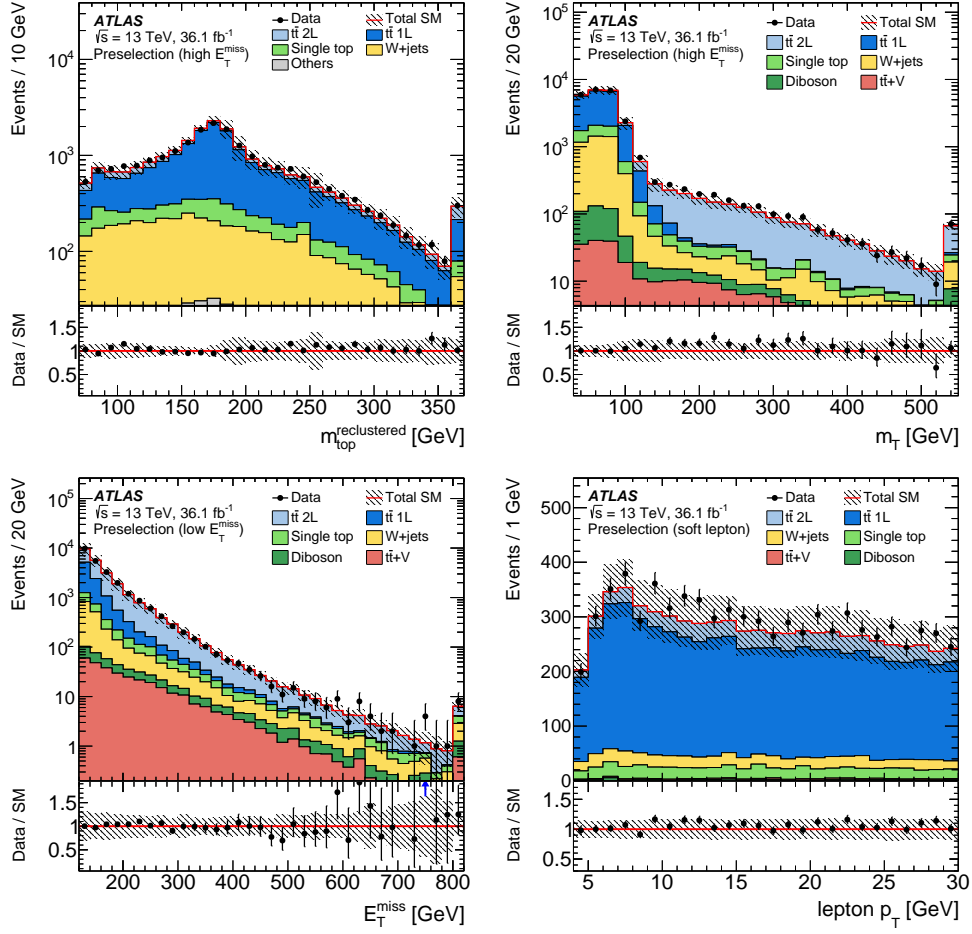 ATLAS
√s = 13 TeV, 36.1 fb⁻¹
Preselection (high E_T^miss)
Data
Total SM
tt̄ 2L
tt̄ 1L
Single top
W+jets
Others
Events / 10 GeV
10³
10²
Data / SM
1.5
1
0.5
100 150 200 250 300 350
m_top^reclustered [GeV]
ATLAS
√s = 13 TeV, 36.1 fb⁻¹
Preselection (high E_T^miss)
Data
Total SM
tt̄ 2L
tt̄ 1L
Single top
W+jets
Diboson
tt̄+V
Events / 20 GeV
10⁵
10⁴
10³
10²
10
Data / SM
1.5
1
0.5
100 200 300 400 500
m_T [GeV]
ATLAS
√s = 13 TeV, 36.1 fb⁻¹
Preselection (low E_T^miss)
Data
Total SM
tt̄ 2L
tt̄ 1L
W+jets
Single top
Diboson
tt̄+V
Events / 20 GeV
10⁵
10⁴
10³
10²
10
1
Data / SM
1.5
1
0.5
200 300 400 500 600 700 800
E_T^miss [GeV]
ATLAS
√s = 13 TeV, 36.1 fb⁻¹
Preselection (soft lepton)
Data
Total SM
tt̄ 2L
tt̄ 1L
W+jets
Single top
tt̄+V
Diboson
Events / 1 GeV
500
400
300
200
100
0
Data / SM
1.5
1
0.5
5 10 15 20 25 30
lepton p_T [GeV]